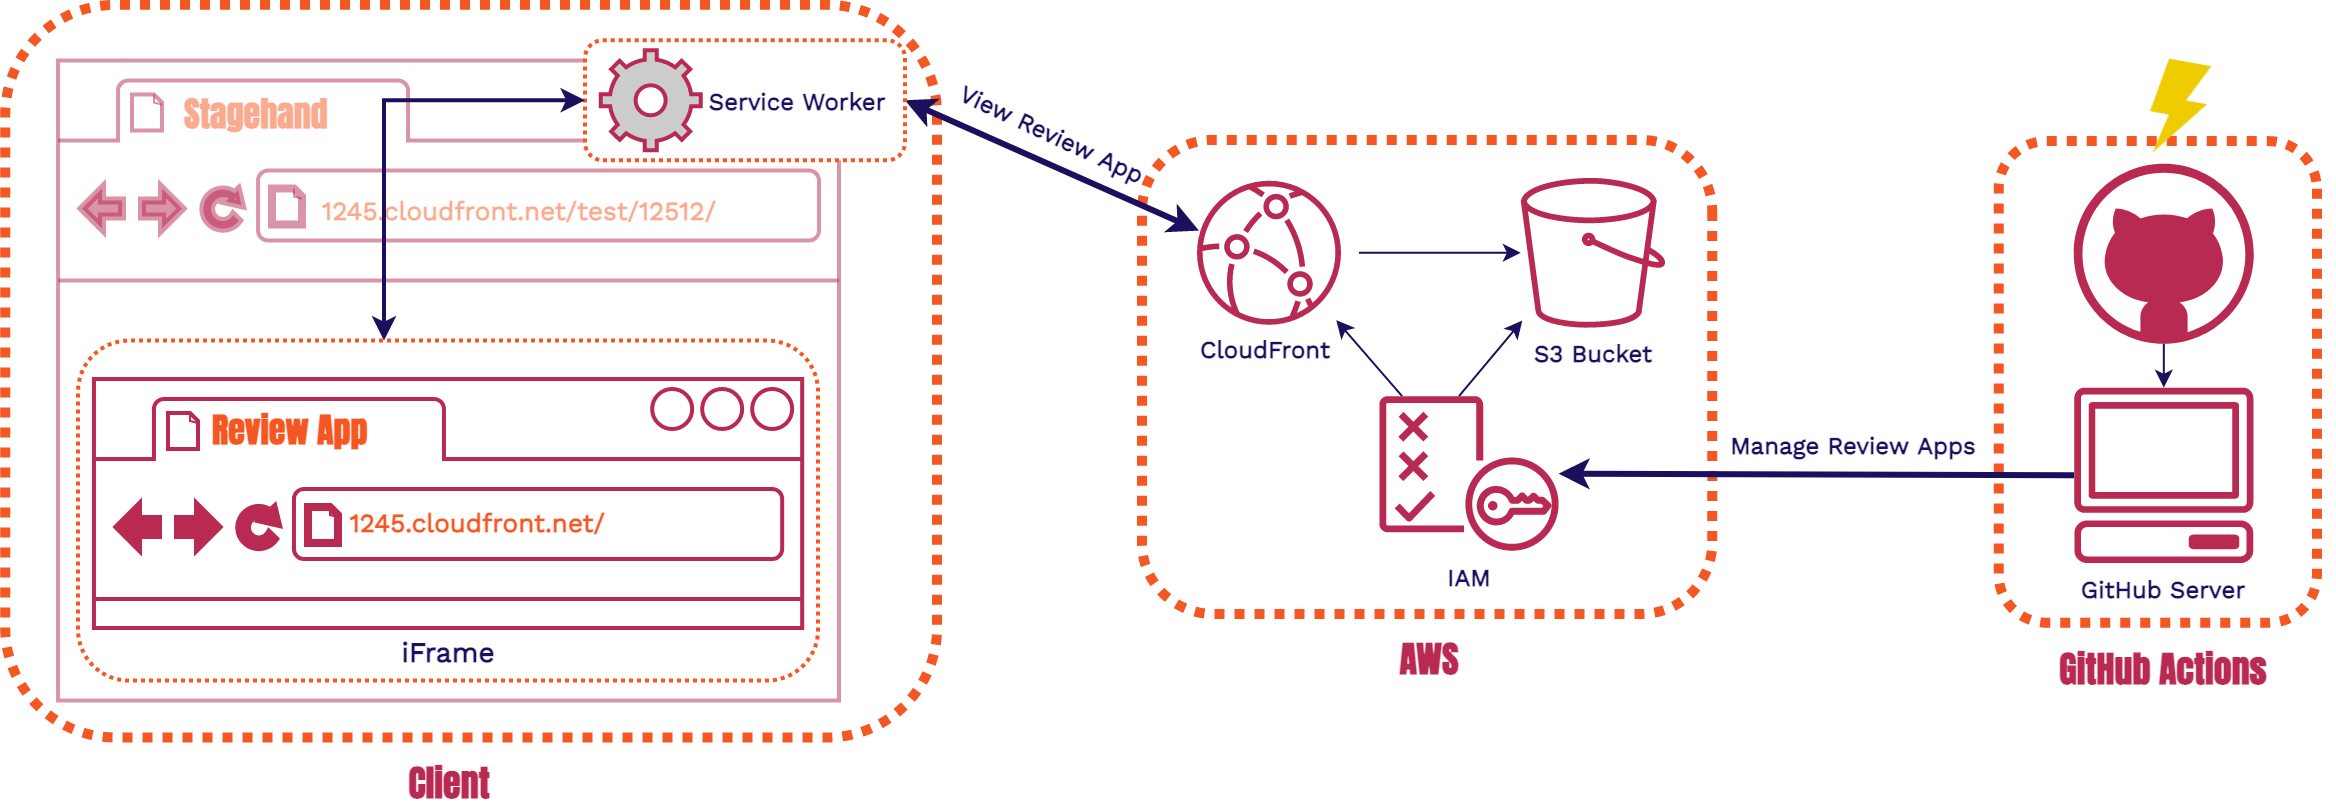 Stagehand
Service Worker
1245.cloudfront.net/test/12512/
Review App
1245.cloudfront.net/
iFrame
Client
View Review App
CloudFront
S3 Bucket
IAM
AWS
Manage Review Apps
GitHub Server
GitHub Actions